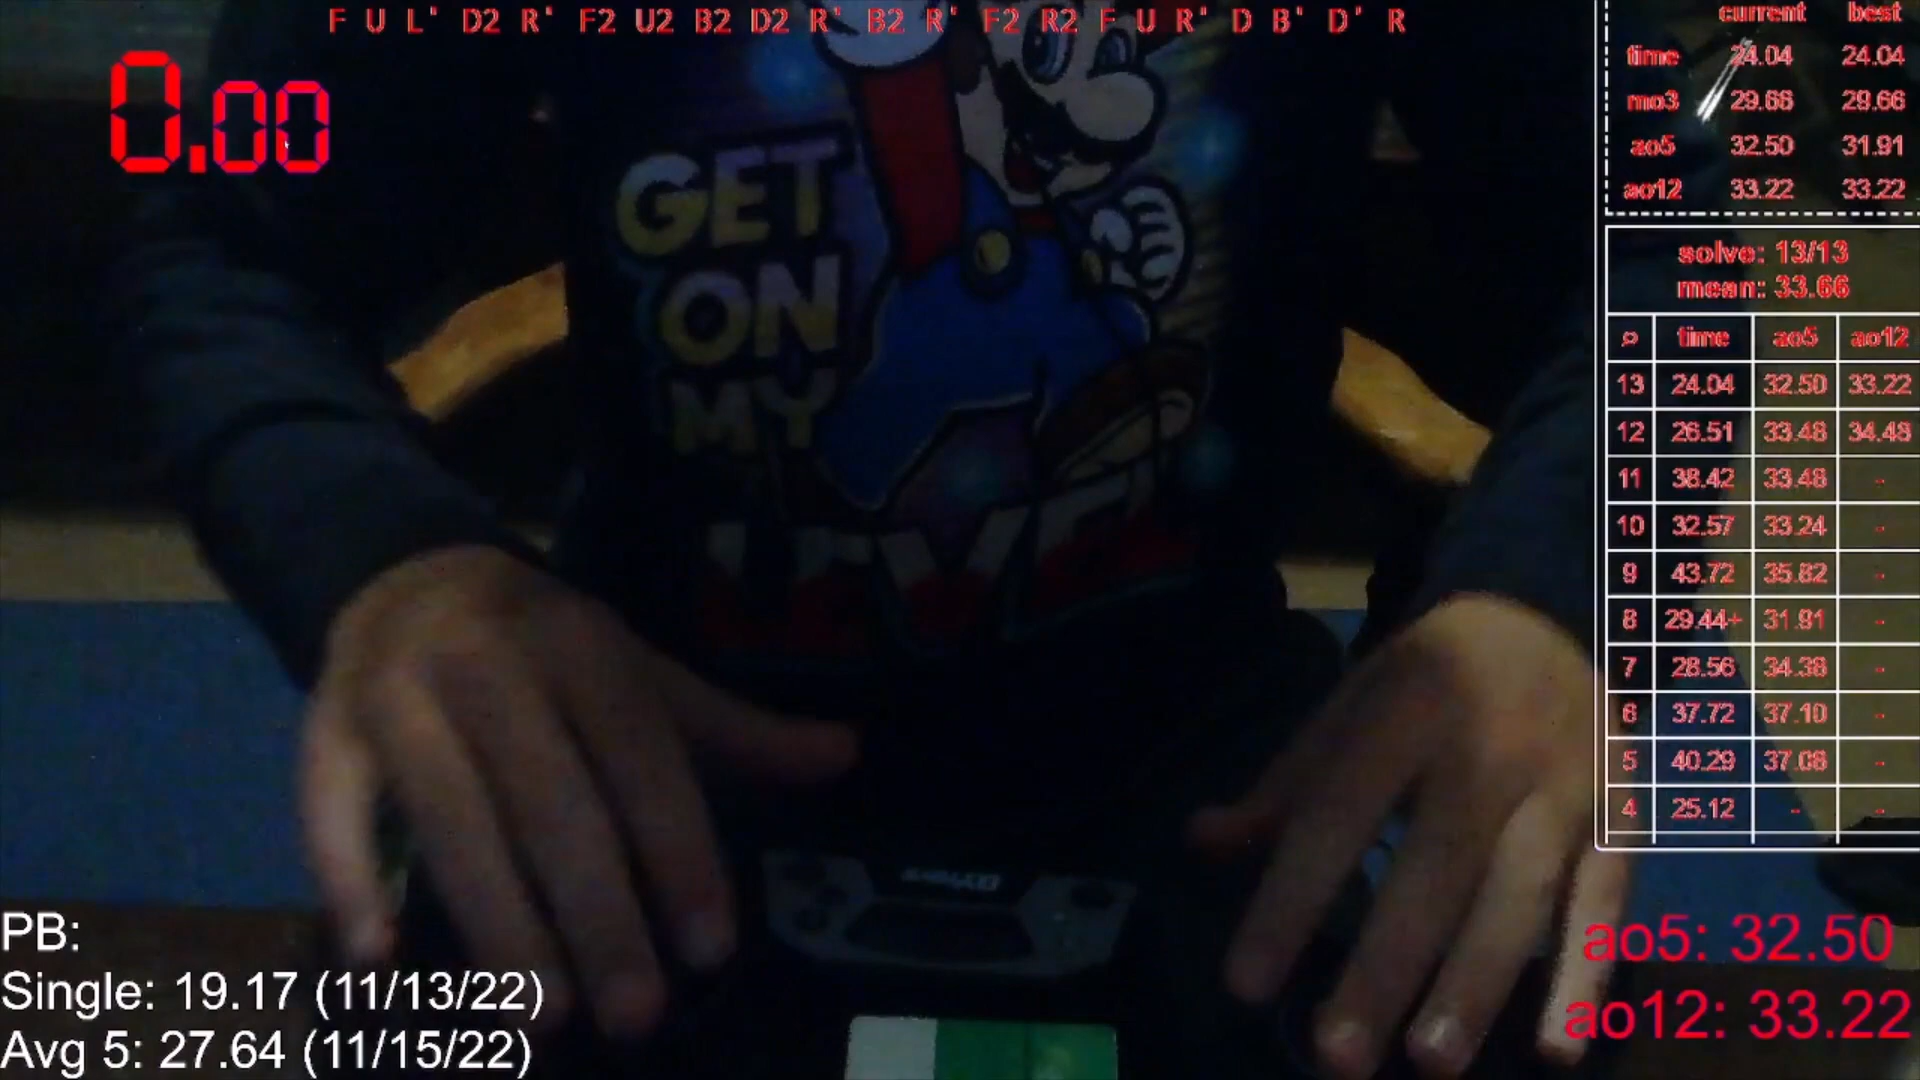 F U L' D2 R' F2 U2 B2 D2 R' B2 R' F2 R2 F U R' D B' D' R
0.00
current best
time 24.04 24.04
mo3 29.66 29.66
ao5 32.50 31.91
ao12 33.22 33.22
solve: 13/13
mean: 33.66
time ao5 ao12
13 24.04 32.50 33.22
12 26.51 33.48 34.48
11 38.42 33.48 -
10 32.57 33.24 -
9 43.72 35.82 -
8 29.44+ 31.91 -
7 28.56 34.38 -
6 37.72 37.10 -
5 40.29 37.08 -
4 25.12 - -
GET
ON
MY
PB:
Single: 19.17 (11/13/22)
Avg 5: 27.64 (11/15/22)
ao5: 32.50
ao12: 33.22